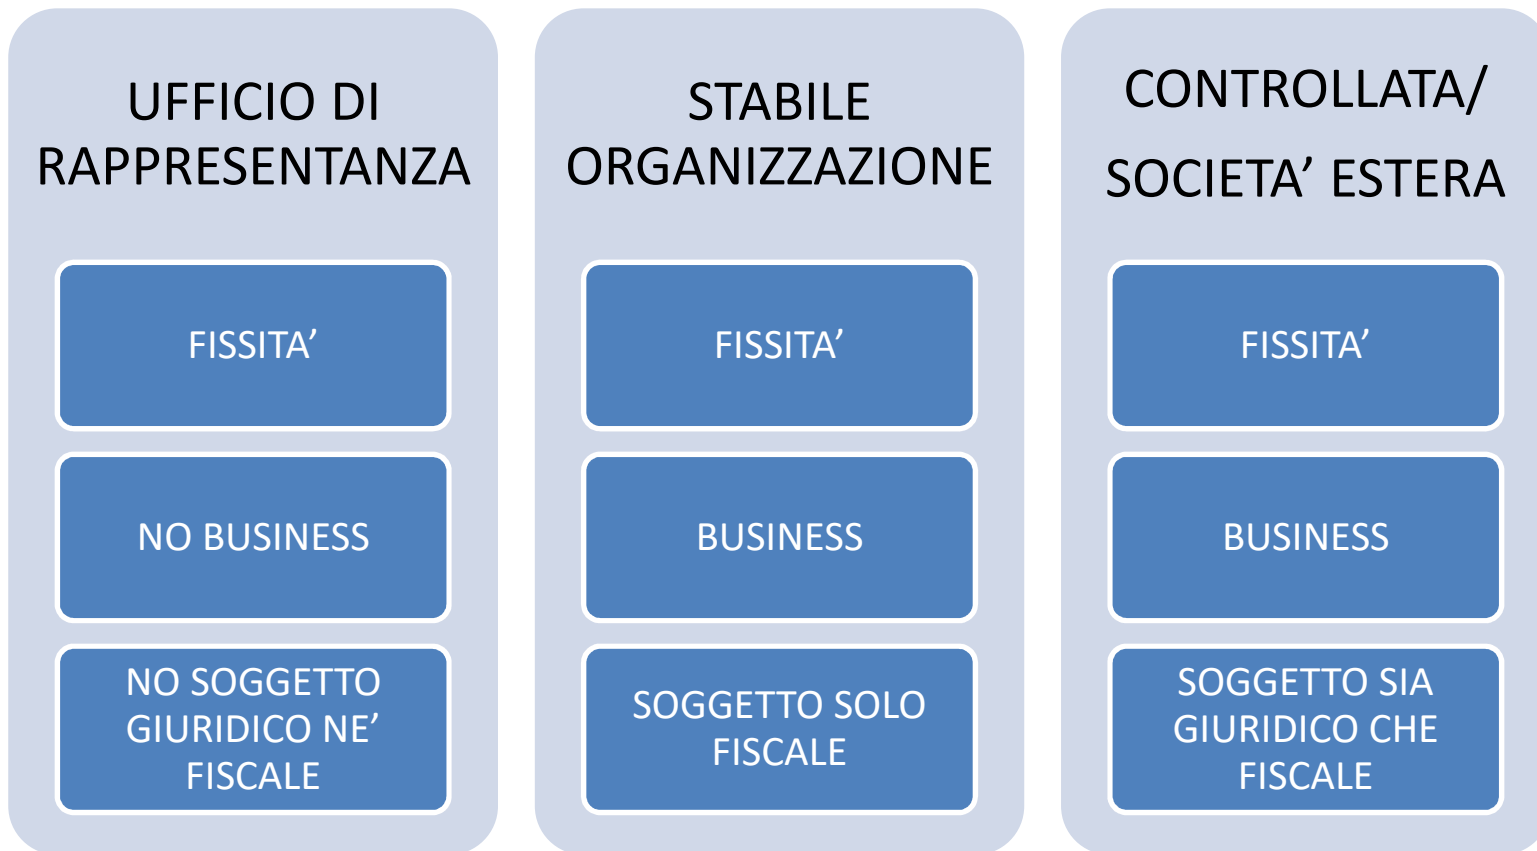 UFFICIO DI
RAPPRESENTANZA
FISSITA’
NO BUSINESS
NO SOGGETTO
GIURIDICO NE’
FISCALE
STABILE
ORGANIZZAZIONE
FISSITA’
BUSINESS
SOGGETTO SOLO
FISCALE
CONTROLLATA/
SOCIETA’ ESTERA
FISSITA’
BUSINESS
SOGGETTO SIA
GIURIDICO CHE
FISCALE